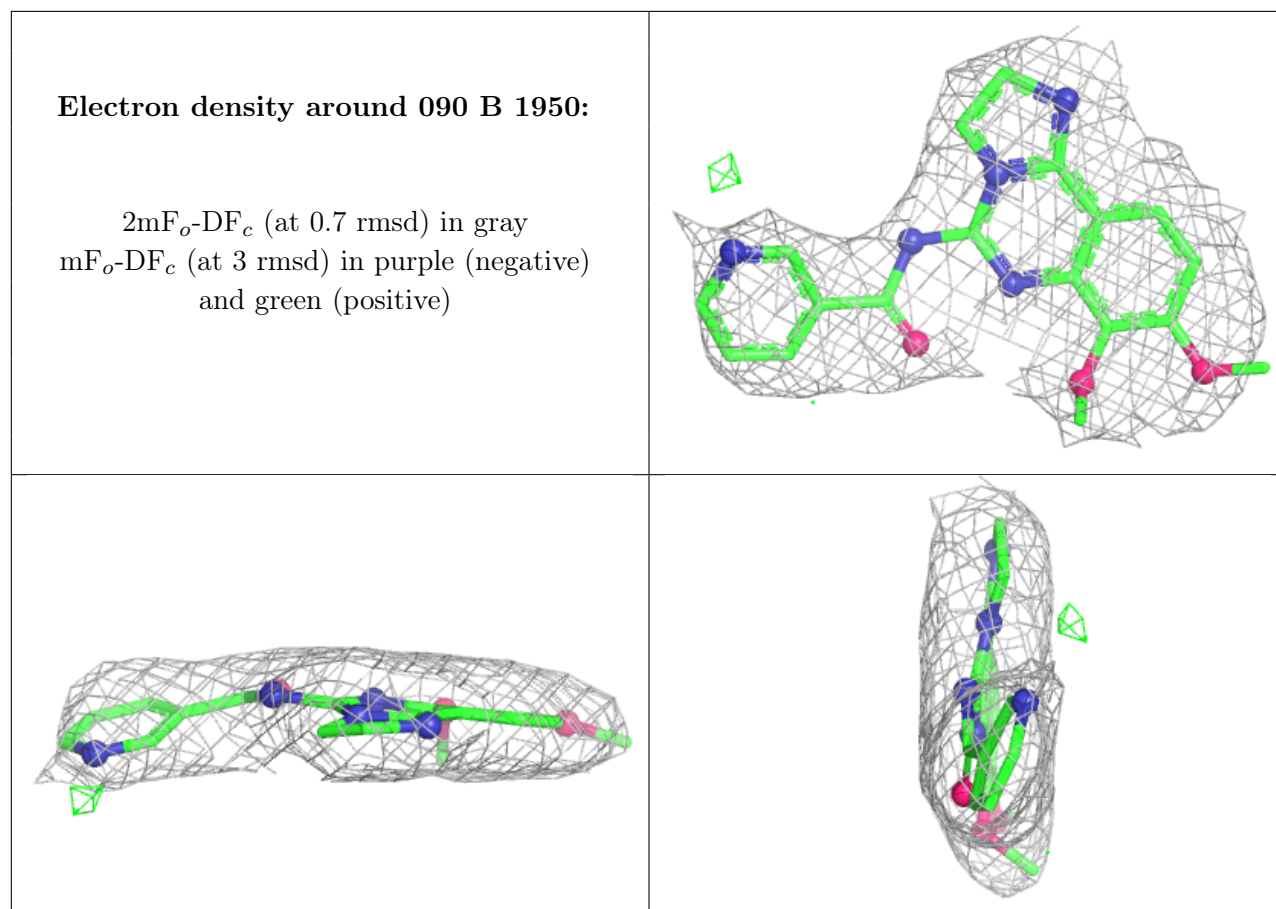 Electron density around 090 B 1950:
2mFo-DFc (at 0.7 rmsd) in gray
mFo-DFc (at 3 rmsd) in purple (negative)
and green (positive)